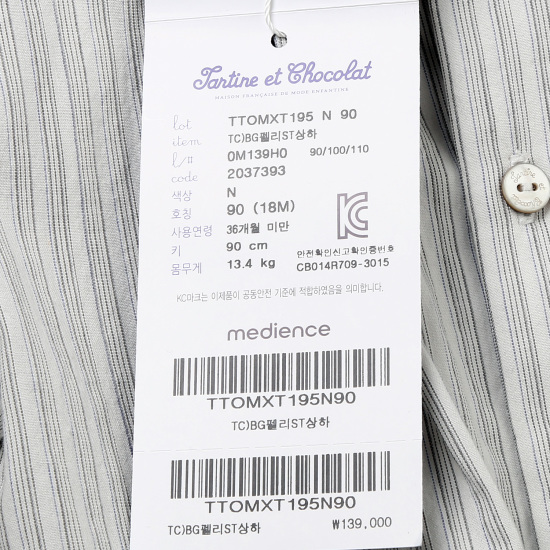 Tartine et Chocolat
MAISON FRANÇAISE DU MODE ENFANTINE
lot TTOMXT195 N 90
item TC)BG펠리ST상하
l/# 0M139H0 90/100/110
code 2037393
색상 N
호칭 90 (18M)
사용연령 36개월 미만
키 90 cm
몸무게 13.4 kg
안전확인신고확인증번호
CB014R709-3015
KC마크는 이제품이 공동안전 기준에 적합하였음을 의미합니다.
medience
TTOMXT195N90
TC)BG펠리ST상하
TTOMXT195N90
TC)BG펠리ST상하 ₩139,000